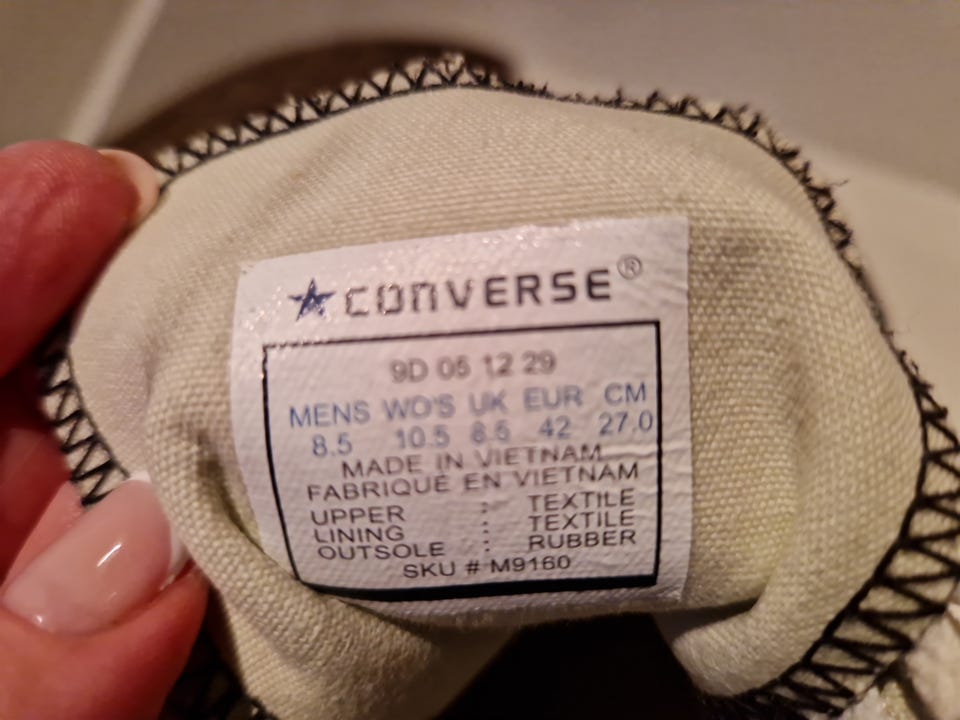 ★CONVERSE®
9D 05 12 29
MENS WO'S UK EUR CM
8.5 10.5 8.5 42 27.0
MADE IN VIETNAM
FABRIQUÉ EN VIETNAM
UPPER : TEXTILE
LINING : TEXTILE
OUTSOLE : RUBBER
SKU # M9160